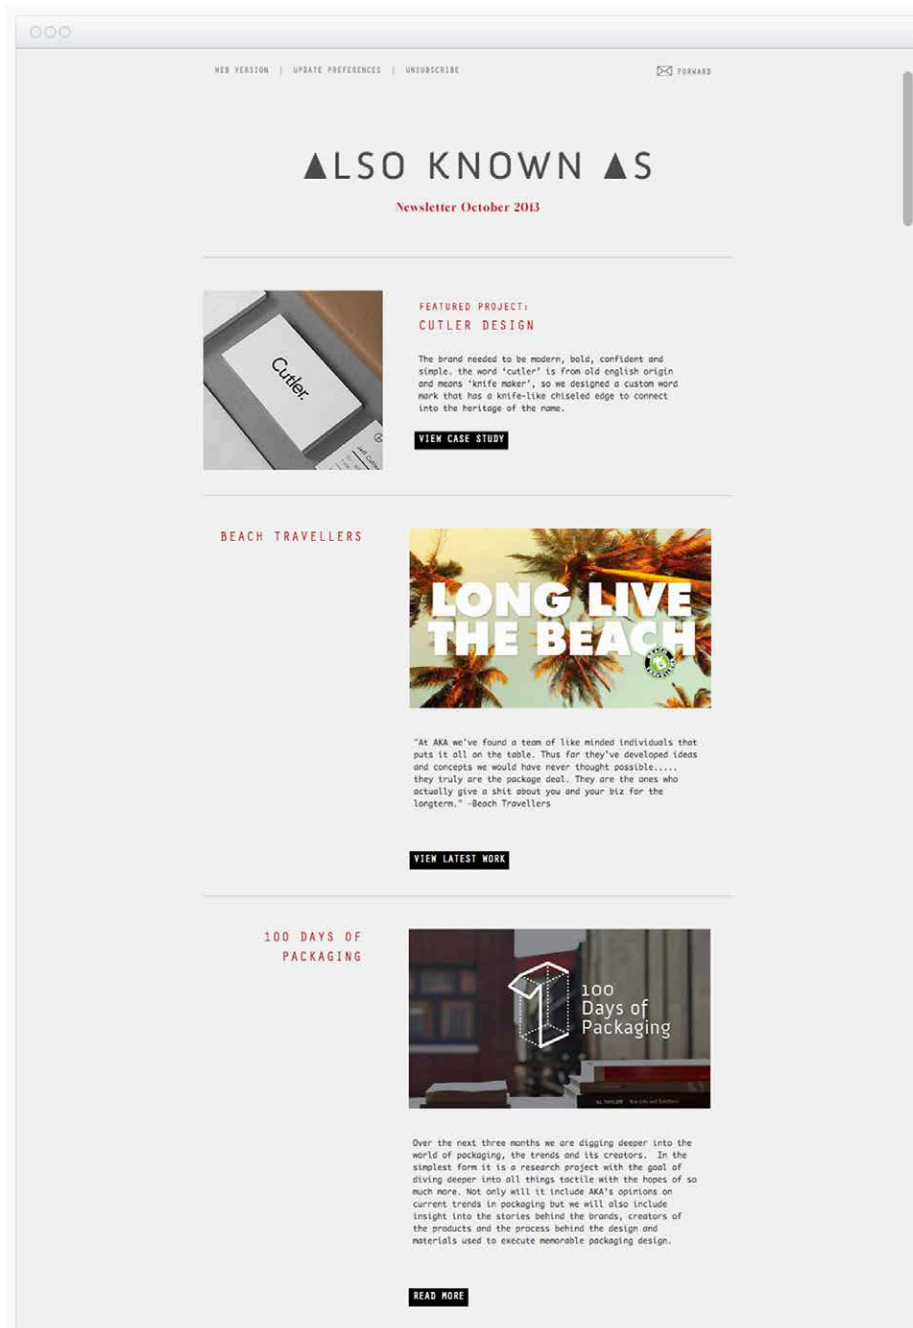 WEB VERSION | UPDATE PREFERENCES | UNSUBSCRIBE
FORWARD
ALSO KNOWN AS
Newsletter October 2013
Cutler.
Jeff Cutler
FEATURED PROJECT:
CUTLER DESIGN
The brand needed to be modern, bold, confident and
simple. the word ‘cutler’ is from old english origin
and means ‘knife maker’, so we designed a custom word
mark that has a knife-like chiseled edge to connect
into the heritage of the name.
VIEW CASE STUDY
BEACH TRAVELLERS
LONG LIVE
THE BEACH
BEACH
TRAVELLERS
"At AKA we’ve found a team of like minded individuals that
puts it all on the table. Thus far they’ve developed ideas
and concepts we would have never thought possible.....
they truly are the package deal. They are the ones who
actually give a shit about you and your biz for the
longterm." -Beach Travellers
VIEW LATEST WORK
100 DAYS OF
PACKAGING
100
Days of
Packaging
Over the next three months we are digging deeper into the
world of packaging, the trends and its creators.  In the
simplest form it is a research project with the goal of
diving deeper into all things tactile with the hopes of so
much more. Not only will it include AKA’s opinions on
current trends in packaging but we will also include
insight into the stories behind the brands, creators of
the products and the process behind the design and
materials used to execute memorable packaging design.
READ MORE